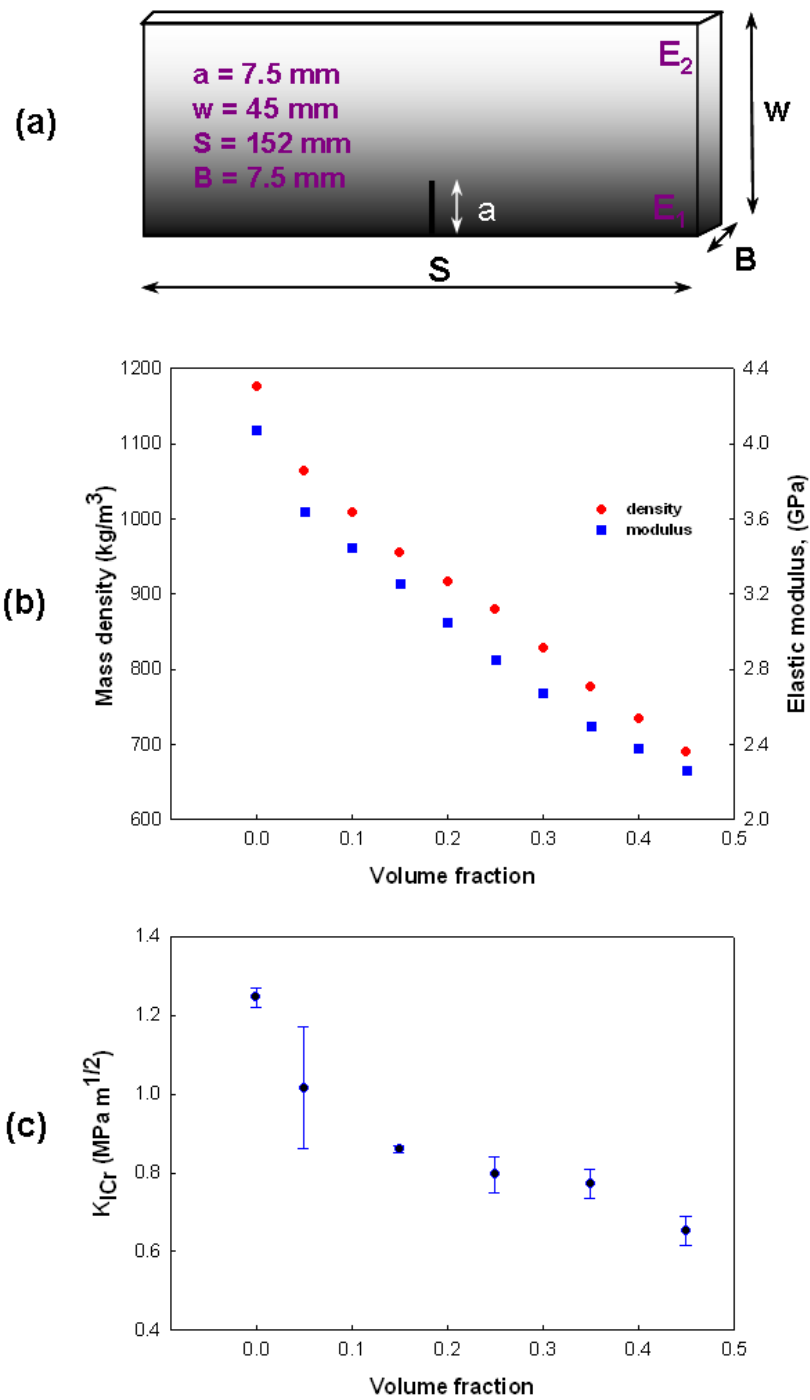 (a)
a = 7.5 mm
w = 45 mm
S = 152 mm
B = 7.5 mm
E₂
E₁
a
w
B
S
(b)
Mass density (kg/m³)
1200
1100
1000
900
800
700
600
4.4
4.0
3.6
3.2
2.8
2.4
2.0
Elastic modulus, (GPa)
density
modulus
0.0 0.1 0.2 0.3 0.4 0.5
Volume fraction
(c)
K_ICr (MPa m^1/2)
1.4
1.2
1.0
0.8
0.6
0.4
0.0 0.1 0.2 0.3 0.4 0.5
Volume fraction